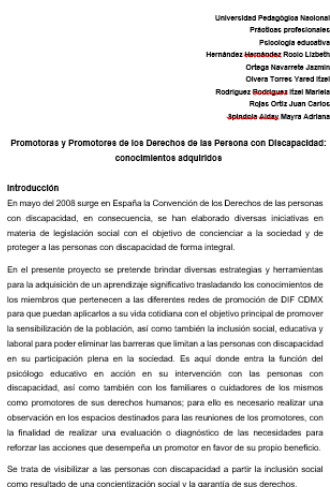 Universidad Pedagógica Nacional
Prácticas profesionales
Psicología educativa
Hernández Hernández Rocio Lizbeth
Ortega Navarrete Jazmín
Olvera Torres Yared Itzel
Rodríguez Rodríguez Itzel Mariela
Rojas Ortiz Juan Carlos
Spindola Alday Mayra Adriana
Promotoras y Promotores de los Derechos de las Persona con Discapacidad:
conocimientos adquiridos
Introducción
En mayo del 2008 surge en España la Convención de los Derechos de las personas
con discapacidad, en consecuencia, se han elaborado diversas iniciativas en
materia de legislación social con el objetivo de concienciar a la sociedad y de
proteger a las personas con discapacidad de forma integral.
En el presente proyecto se pretende brindar diversas estrategias y herramientas
para la adquisición de un aprendizaje significativo trasladando los conocimientos de
los miembros que pertenecen a las diferentes redes de promoción de DIF CDMX
para que puedan aplicarlos a su vida cotidiana con el objetivo principal de promover
la sensibilización de la población, así como también la inclusión social, educativa y
laboral para poder eliminar las barreras que limitan a las personas con discapacidad
en su participación plena en la sociedad. Es aquí donde entra la función del
psicólogo educativo en acción en su intervención con las personas con
discapacidad, así como también con los familiares o cuidadores de los mismos
como promotores de sus derechos humanos; para ello es necesario realizar una
observación en los espacios destinados para las reuniones de los promotores, con
la finalidad de realizar una evaluación o diagnóstico de las necesidades para
reforzar las acciones que desempeña un promotor en favor de su propio beneficio.
Se trata de visibilizar a las personas con discapacidad a partir la inclusión social
como resultado de una concientización social y la garantía de sus derechos.